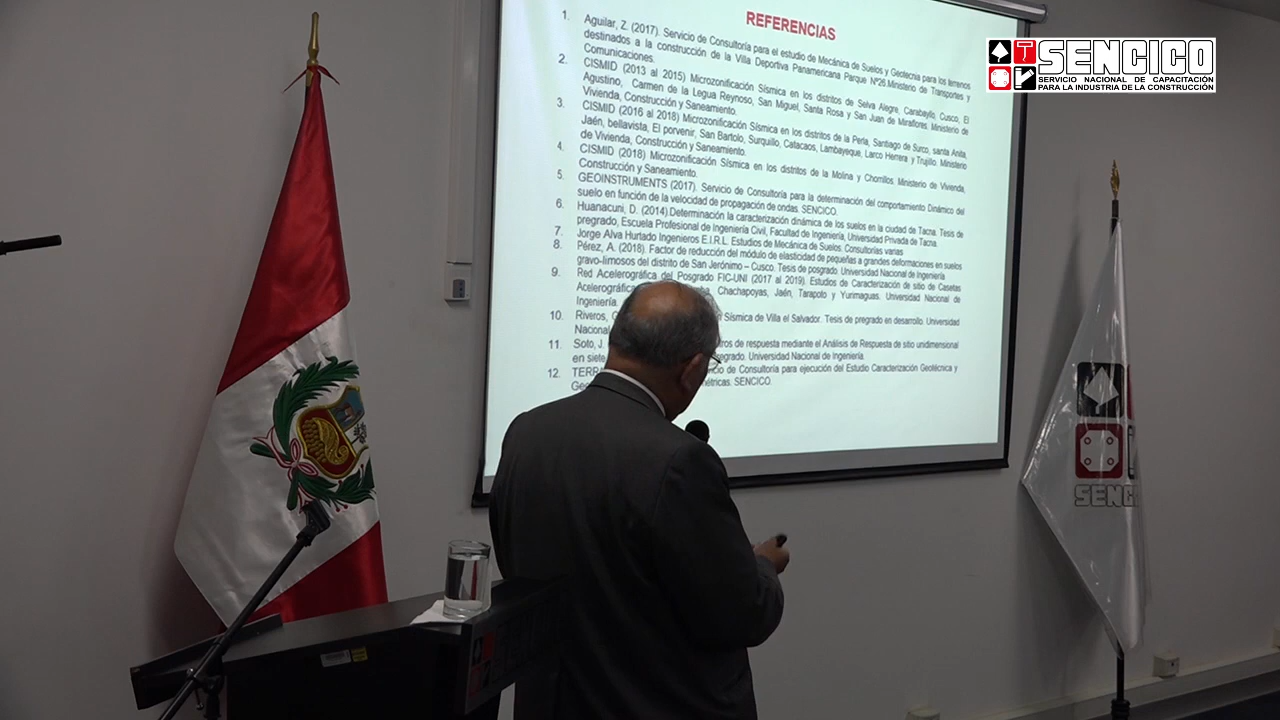 REFERENCIAS
1. Aguilar, Z. (2017). Servicio de Consultoría para el estudio de Mecánica de Suelos y Geotecnia para los terrenos
destinados a la construcción de la Villa Deportiva Panamericana Parque N°26.Ministerio de Transportes y
Comunicaciones.
2. CISMID (2013 al 2015) Microzonificación Sísmica en los distritos de Selva Alegre, Carabayllo, Cusco, El
Agustino, Carmen de la Legua Reynoso, San Miguel, Santa Rosa y San Juan de Miraflores. Ministerio de
Vivienda, Construcción y Saneamiento.
3. CISMID (2016 al 2018) Microzonificación Sísmica en los distritos de la Perla, Santiago de Surco, santa Anita,
Jaén, bellavista, El porvenir, San Bartolo, Surquillo, Catacaos, Lambayeque, Larco Herrera y Trujillo. Ministerio
de Vivienda, Construcción y Saneamiento.
4. CISMID (2018) Microzonificación Sísmica en los distritos de la Molina y Chorrillos. Ministerio de Vivienda,
Construcción y Saneamiento.
5. GEOINSTRUMENTS (2017). Servicio de Consultoría para la determinación del comportamiento Dinámico del
suelo en función de la velocidad de propagación de ondas. SENCICO.
6. Huanacuni, D. (2014).Determinación la caracterización dinámica de los suelos en la ciudad de Tacna. Tesis de
pregrado, Escuela Profesional de Ingeniería Civil, Facultad de Ingeniería, Universidad Privada de Tacna.
7. Jorge Alva Hurtado Ingenieros E.I.R.L. Estudios de Mecánica de Suelos. Consultorías varias
8. Pérez, A. (2018). Factor de reducción del módulo de elasticidad de pequeñas a grandes deformaciones en suelos
gravo-limosos del distrito de San Jerónimo – Cusco. Tesis de posgrado. Universidad Nacional de Ingeniería
9. Red Acelerográfica del Posgrado FIC-UNI (2017 al 2019). Estudios de Caracterización de sitio de Casetas
Chachapoyas, Jaén, Tarapoto y Yurimaguas. Universidad Nacional de
Ingeniería.
10. Riveros, Sísmica de Villa el Salvador. Tesis de pregrado en desarrollo. Universidad
Nacional
11. Soto, J. de respuesta mediante el Análisis de Respuesta de sitio unidimensional
en siete Universidad Nacional de Ingeniería.
12. de Consultoría para ejecución del Estudio Caracterización Geotécnica y
SENCICO.
SENCICO
SERVICIO NACIONAL DE CAPACITACIÓN
PARA LA INDUSTRIA DE LA CONSTRUCCIÓN